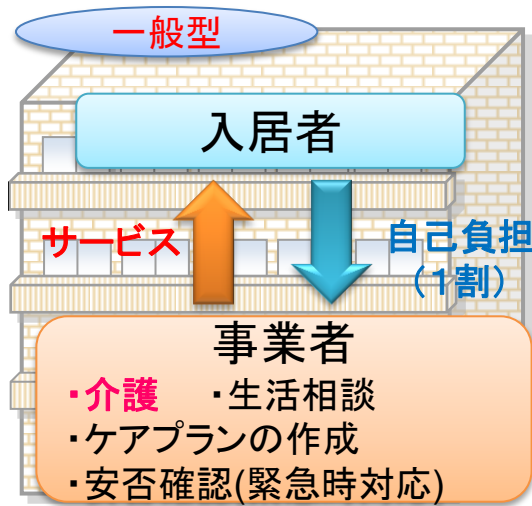 一般型
入居者
サービス
自己負担
(1割)
事業者
・介護　・生活相談
・ケアプランの作成
・安否確認(緊急時対応)